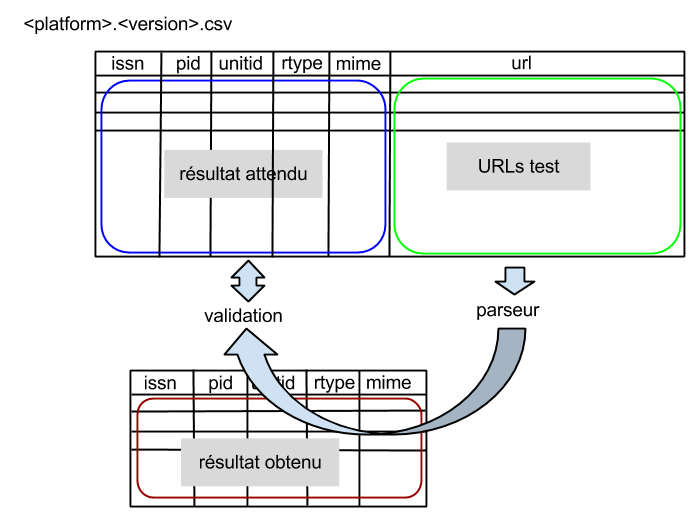 <platform>.<version>.csv
issn pid unitid rtype mime url
résultat attendu
URLs test
validation
parseur
issn pid rtype mime
résultat obtenu